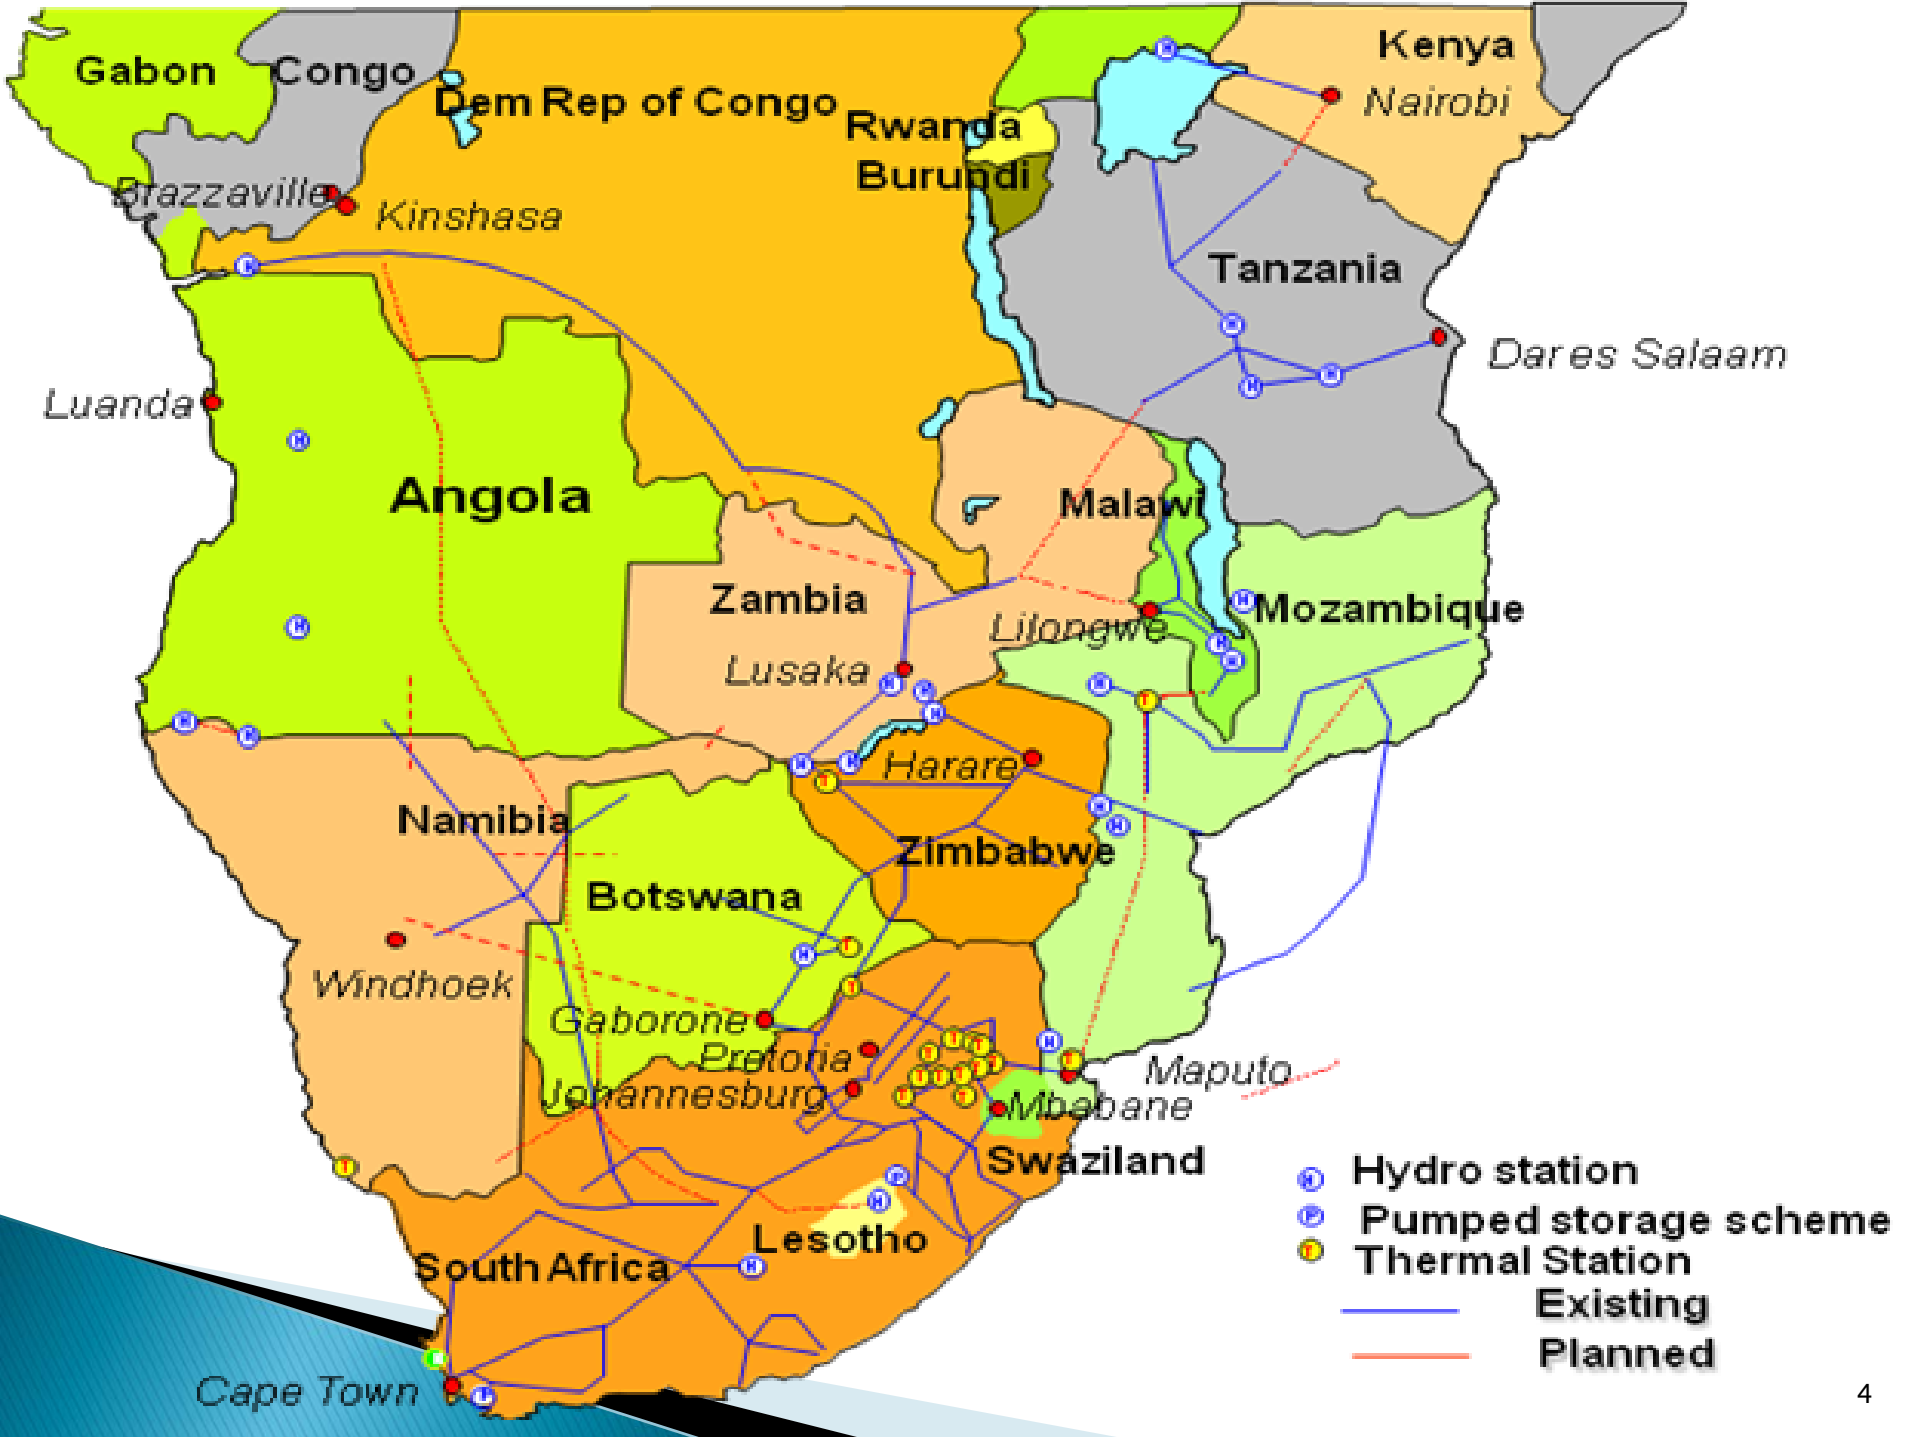 Gabon
Congo
Dem Rep of Congo
Rwanda
Burundi
Kenya
Nairobi
Brazzaville
Kinshasa
Tanzania
Dar es Salaam
Luanda
Angola
Malawi
Zambia
Lilongwe
Mozambique
Lusaka
Harare
Namibia
Zimbabwe
Botswana
Windhoek
Gaborone
Pretoria
Johannesburg
Maputo
Mbabane
Swaziland
Lesotho
South Africa
Cape Town
H Hydro station
P Pumped storage scheme
T Thermal Station
Existing
Planned
4